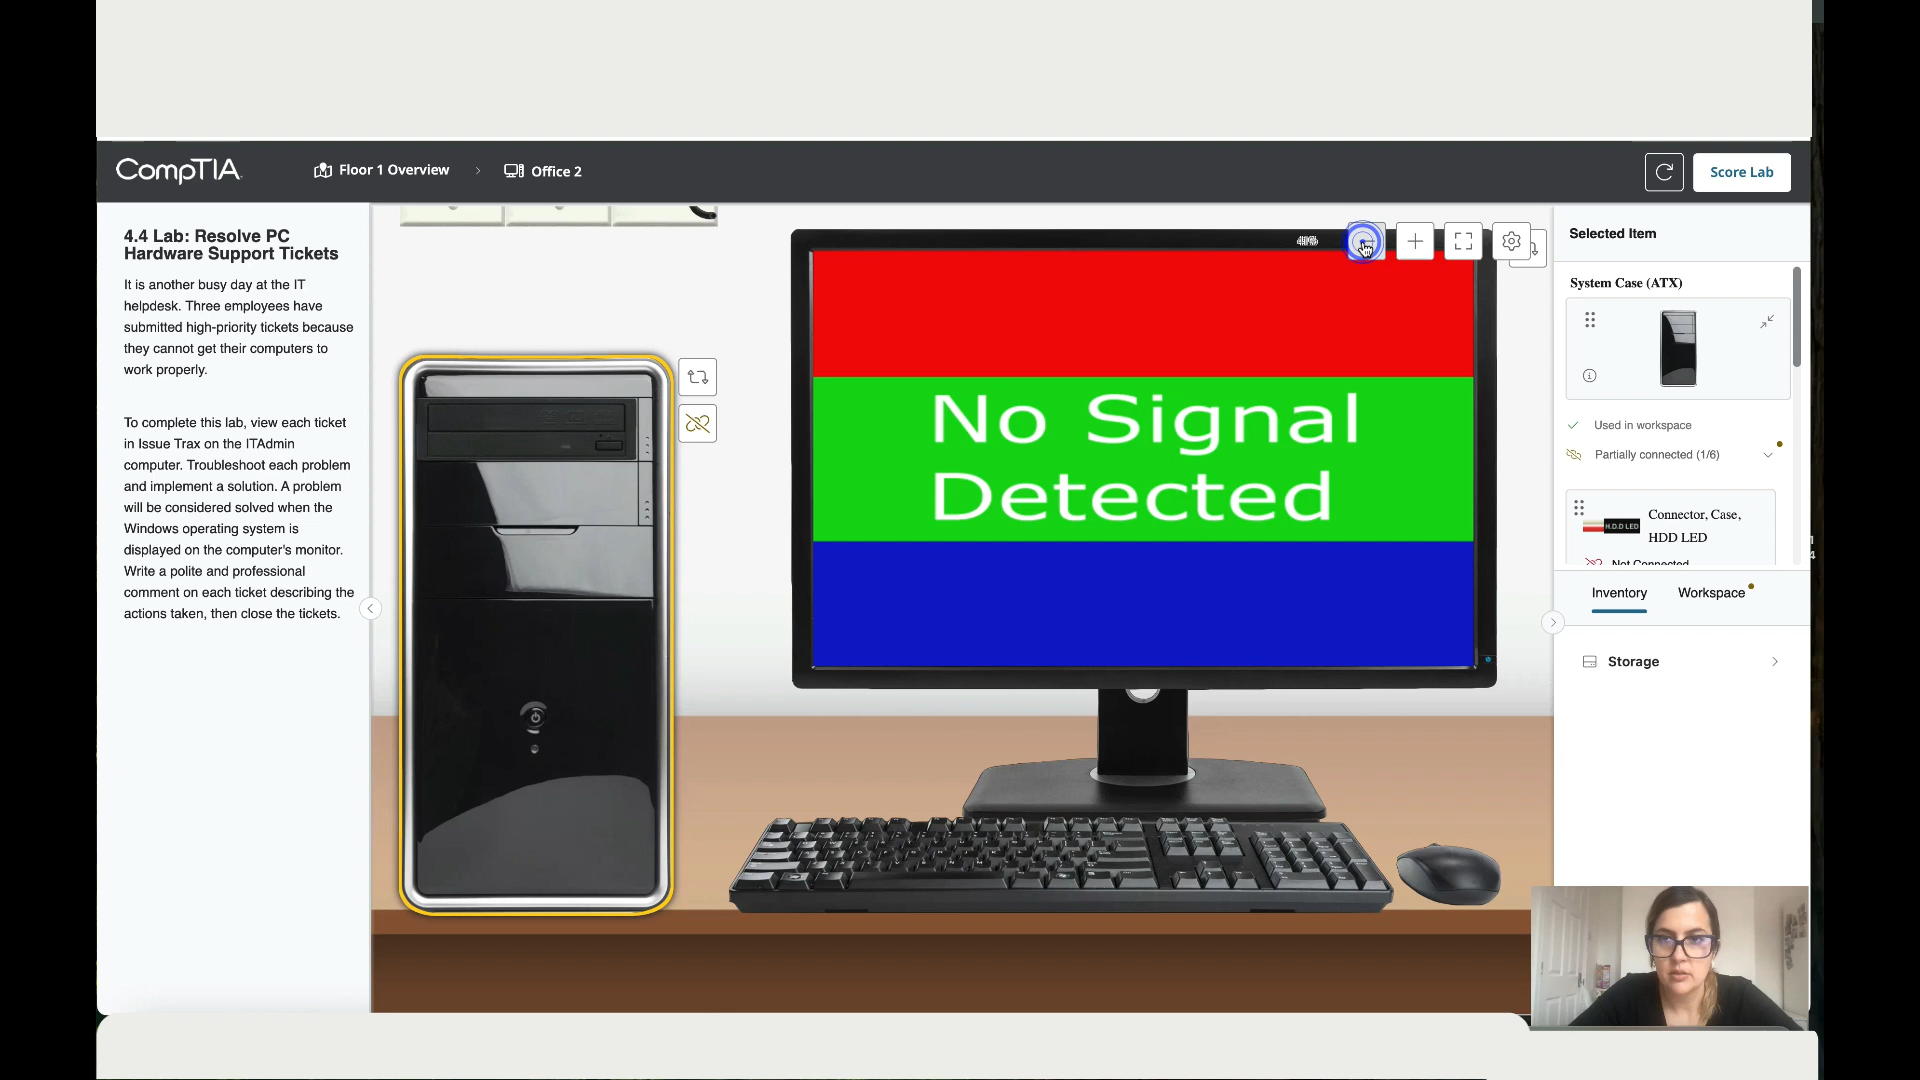 CompTIA
Floor 1 Overview
Office 2
Score Lab
4.4 Lab: Resolve PC
Hardware Support Tickets
It is another busy day at the IT
helpdesk. Three employees have
submitted high-priority tickets because
they cannot get their computers to
work properly.
To complete this lab, view each ticket
in Issue Trax on the ITAdmin
computer. Troubleshoot each problem
and implement a solution. A problem
will be considered solved when the
Windows operating system is
displayed on the computer's monitor.
Write a polite and professional
comment on each ticket describing the
actions taken, then close the tickets.
No Signal
Detected
Selected Item
System Case (ATX)
Used in workspace
Partially connected (1/6)
H.D.D LED
Connector, Case,
HDD LED
Not Connected
Inventory
Workspace
Storage